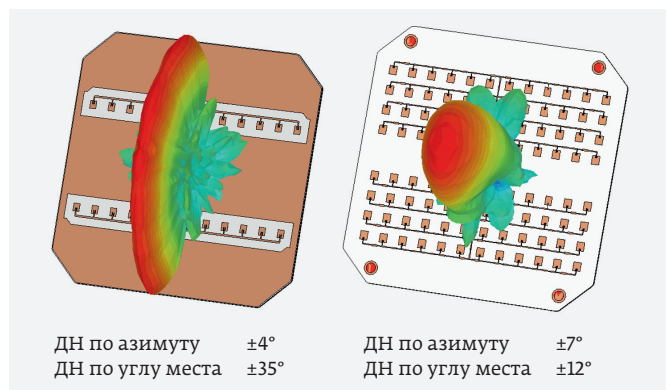 ДН по азимуту ±4°
ДН по углу места ±35°
ДН по азимуту ±7°
ДН по углу места ±12°